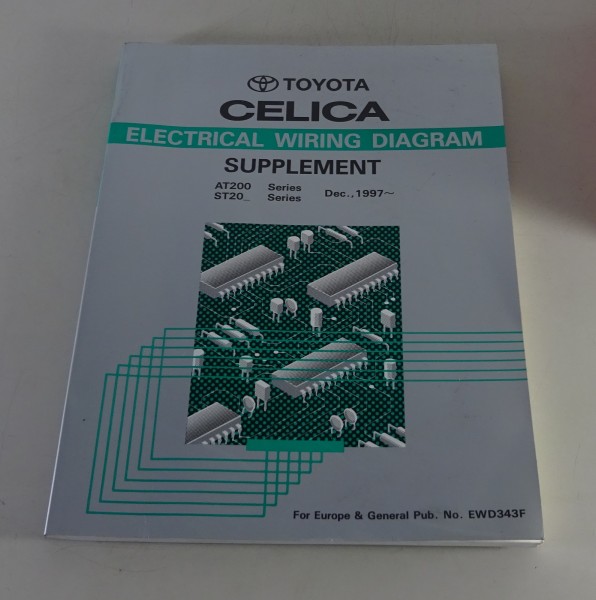 TOYOTA
CELICA
ELECTRICAL WIRING DIAGRAM
SUPPLEMENT
AT200 Series
ST20_ Series Dec.,1997~
For Europe & General Pub. No. EWD343F